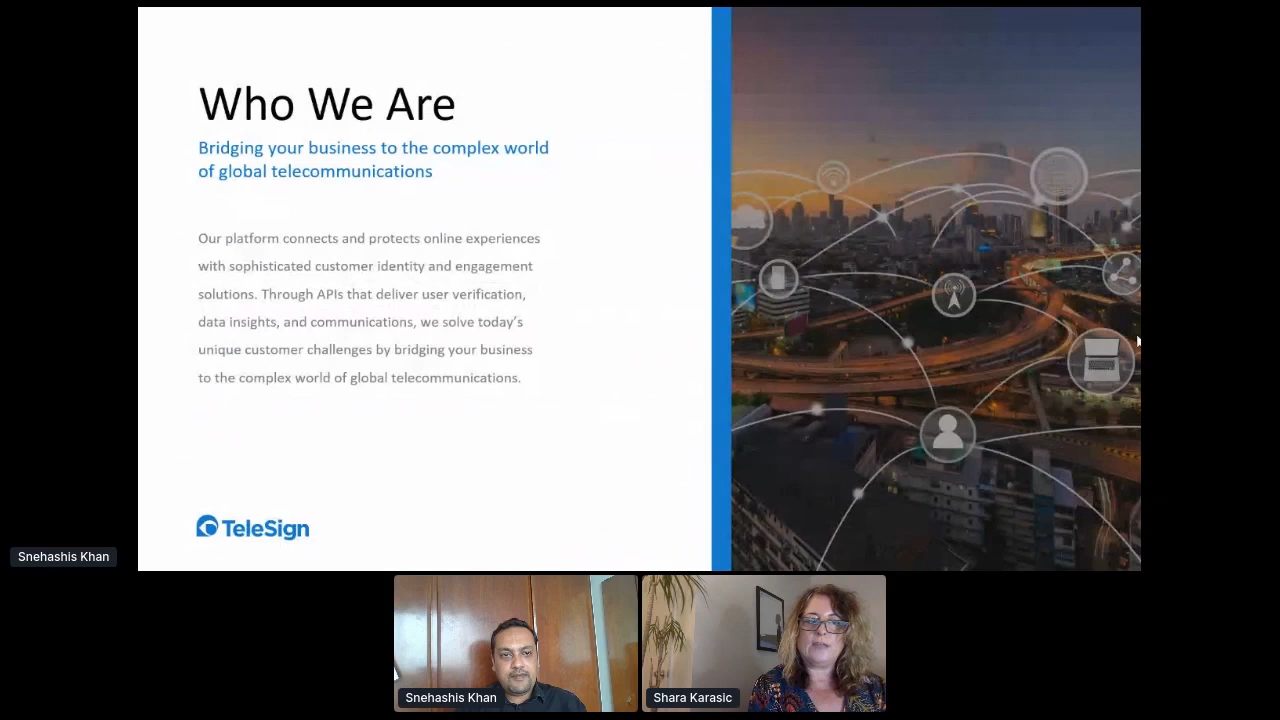 Who We Are
Bridging your business to the complex world
of global telecommunications
Our platform connects and protects online experiences
with sophisticated customer identity and engagement
solutions. Through APIs that deliver user verification,
data insights, and communications, we solve today's
unique customer challenges by bridging your business
to the complex world of global telecommunications.
TeleSign
Snehashis Khan
Snehashis Khan
Shara Karasic